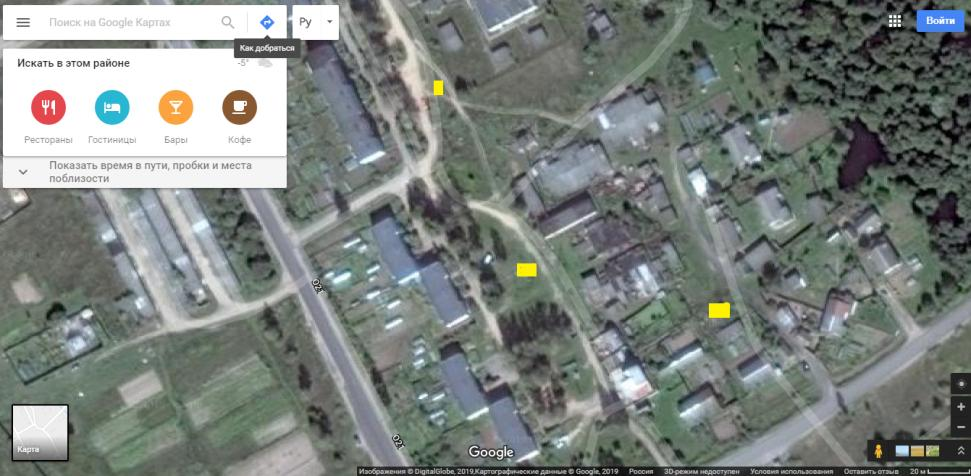 Поиск на Google Картах
Ру
Войти
Как добраться
Искать в этом районе
-5°
Рестораны
Гостиницы
Бары
Кофе
Показать время в пути, пробки и места
поблизости
Карта
Google
Изображения © DigitalGlobe, 2019,Картографические данные © Google, 2019 Россия 3D-режим недоступен Условия использования Оставить отзыв 20 м